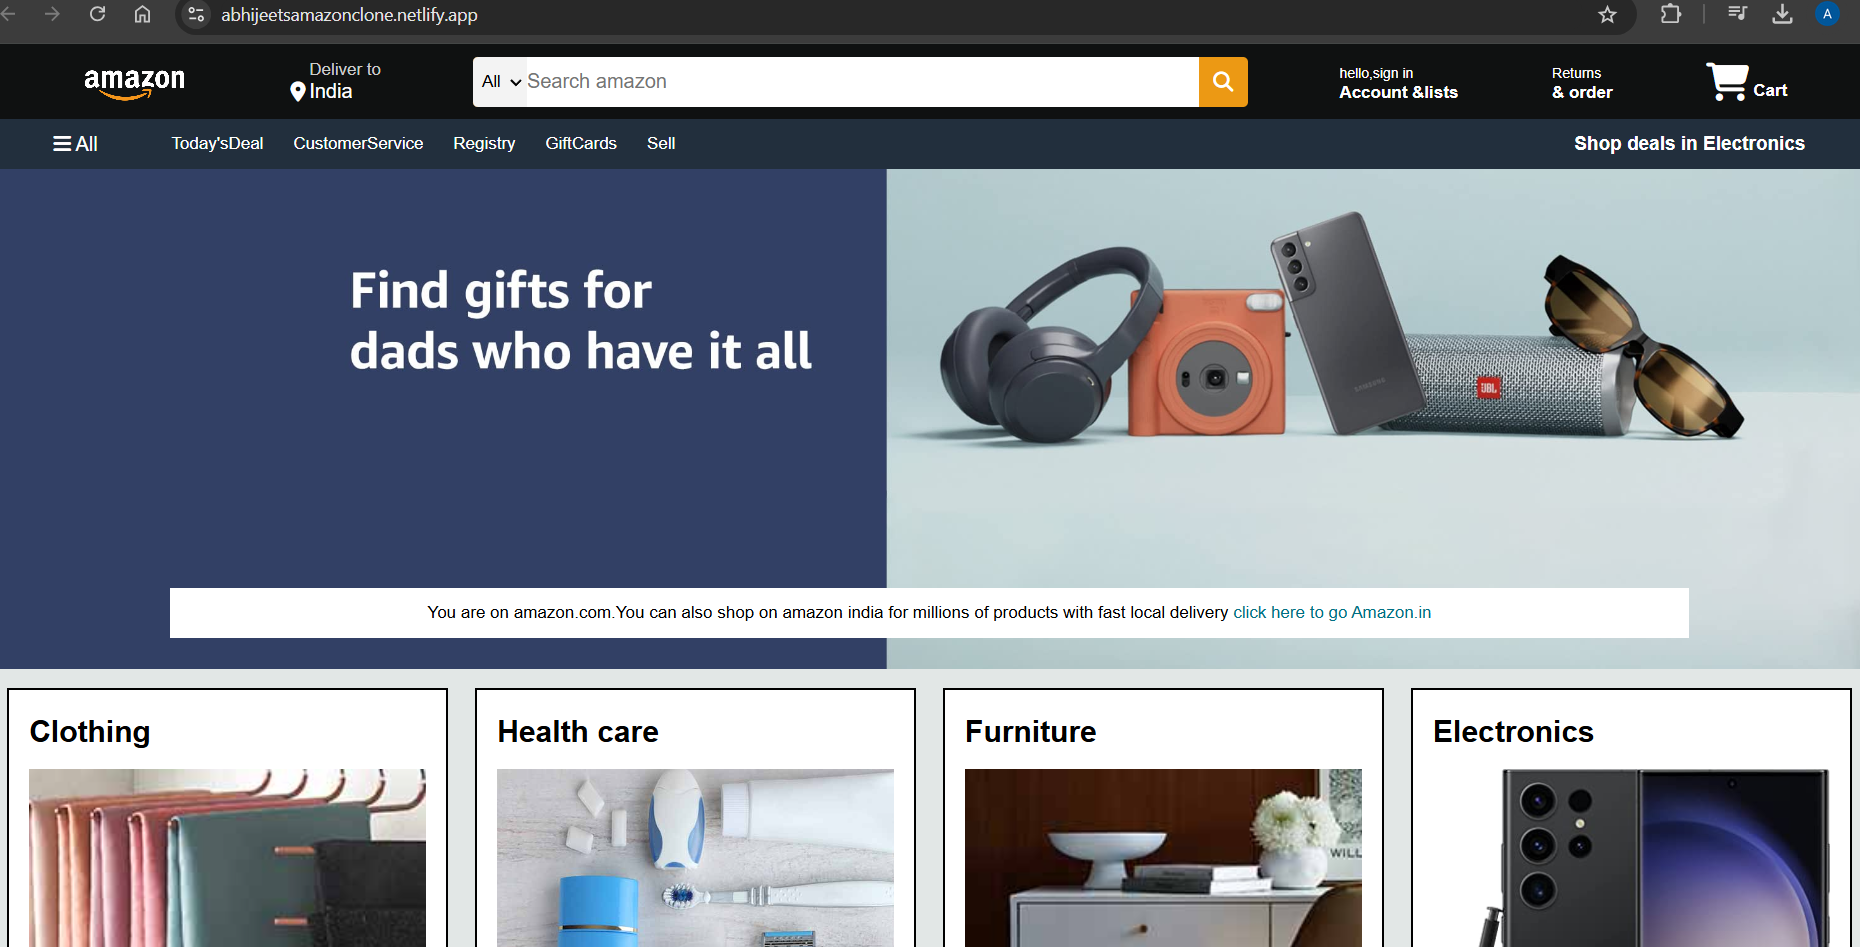 abhijeetsamazonclone.netlify.app
A
amazon
Deliver to
India
All
Search amazon
hello,sign in
Account &lists
Returns
& order
Cart
All
Today'sDeal
CustomerService
Registry
GiftCards
Sell
Shop deals in Electronics
Find gifts for
dads who have it all
SAMSUNG
JBL
You are on amazon.com.You can also shop on amazon india for millions of products with fast local delivery click here to go Amazon.in
Clothing
Health care
Furniture
Electronics
WILL